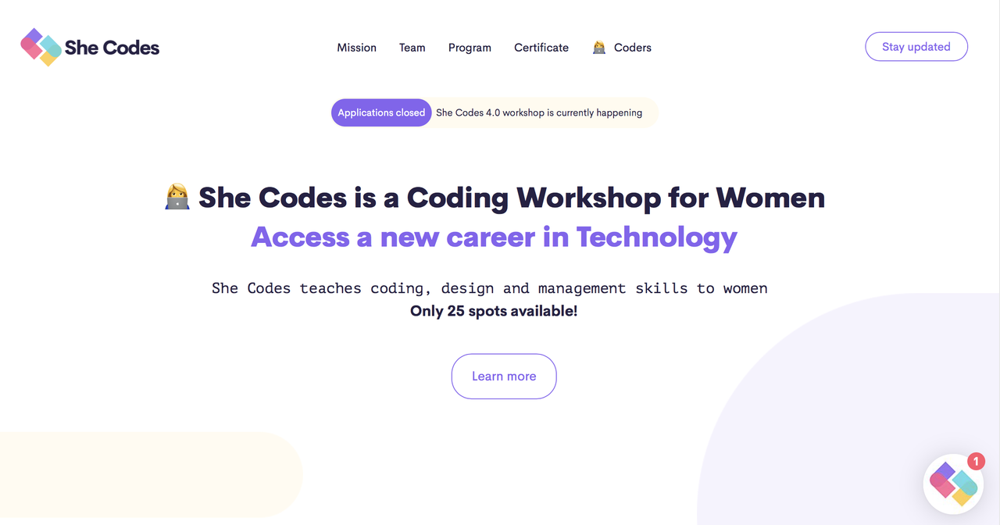 She Codes
Mission Team Program Certificate 👩‍💻 Coders
Stay updated
Applications closed She Codes 4.0 workshop is currently happening
👩‍💻 She Codes is a Coding Workshop for Women
Access a new career in Technology
She Codes teaches coding, design and management skills to women
Only 25 spots available!
Learn more
1